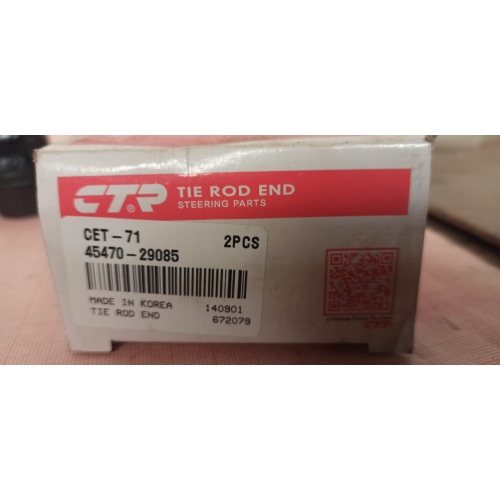 CTR® TIE ROD END
STEERING PARTS
CET-71 2PCS
45470-29085
MADE IN KOREA 140901
TIE ROD END 672079
CTR